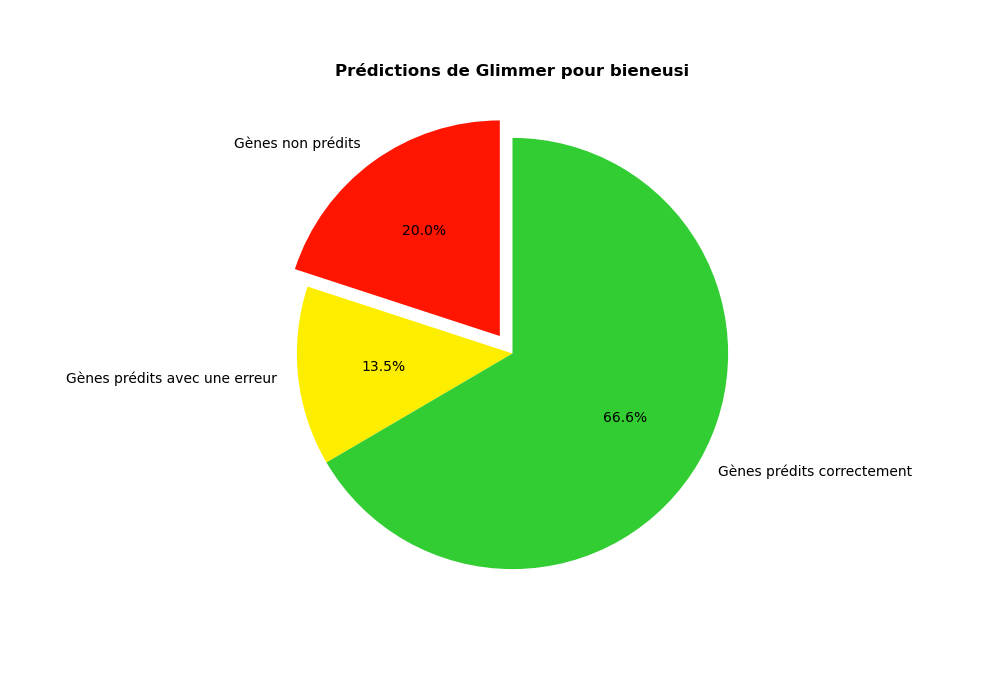 Prédictions de Glimmer pour bieneusi
Gènes non prédits
20.0%
13.5%
Gènes prédits avec une erreur
66.6%
Gènes prédits correctement